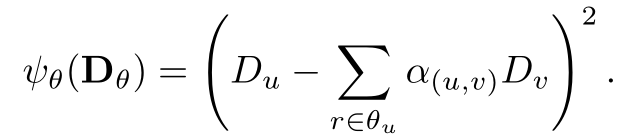 ψ_θ(𝐃_θ) = (D_u − ∑_{r∈θ_u} α_{(u,v)} D_v)².